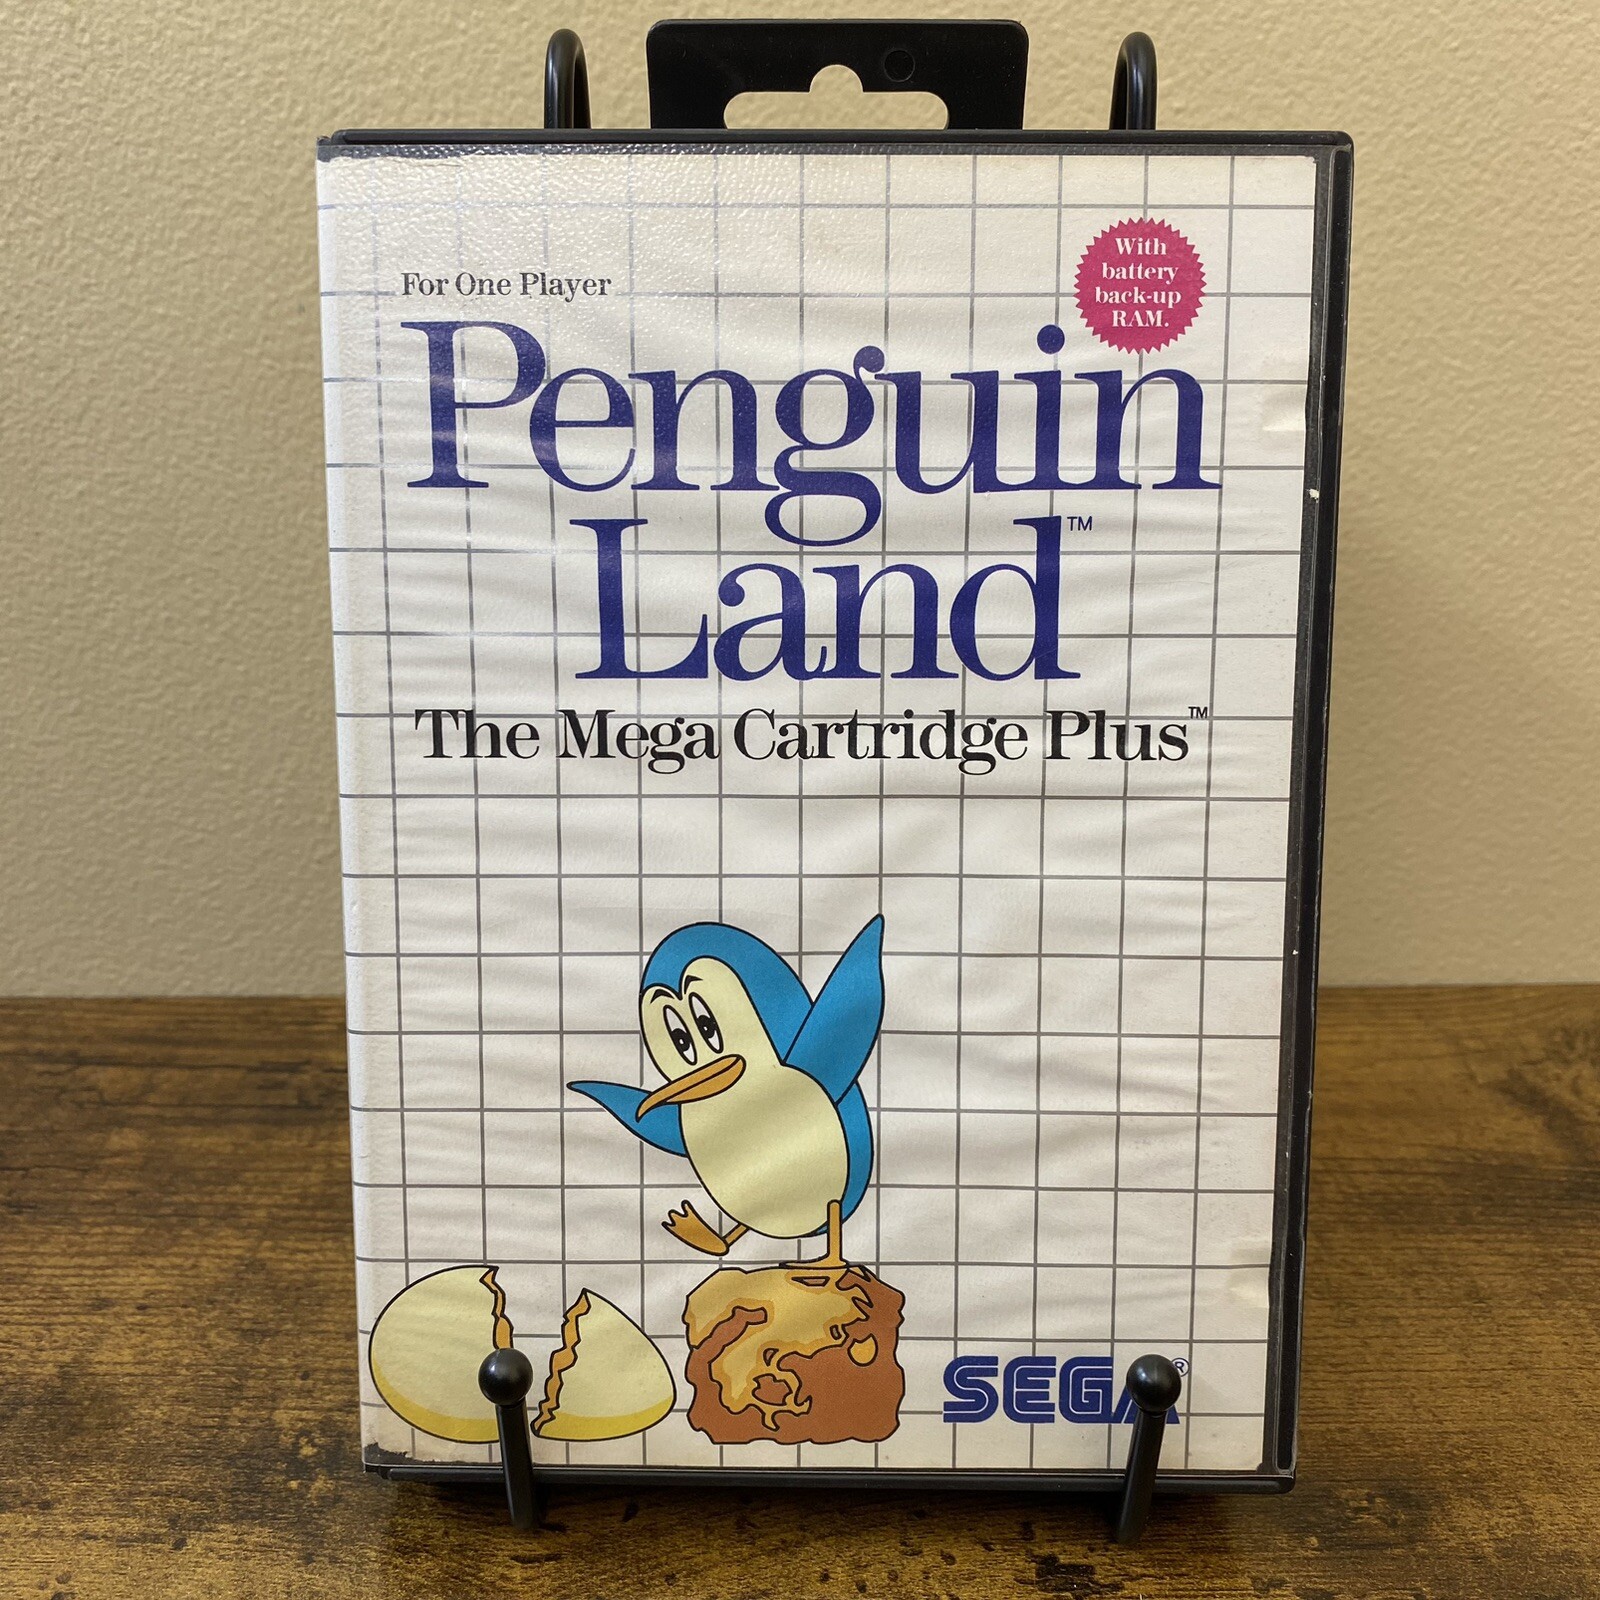 With
battery
back-up
RAM.
For One Player
Penguin
Land™
The Mega Cartridge Plus™
SEGA®